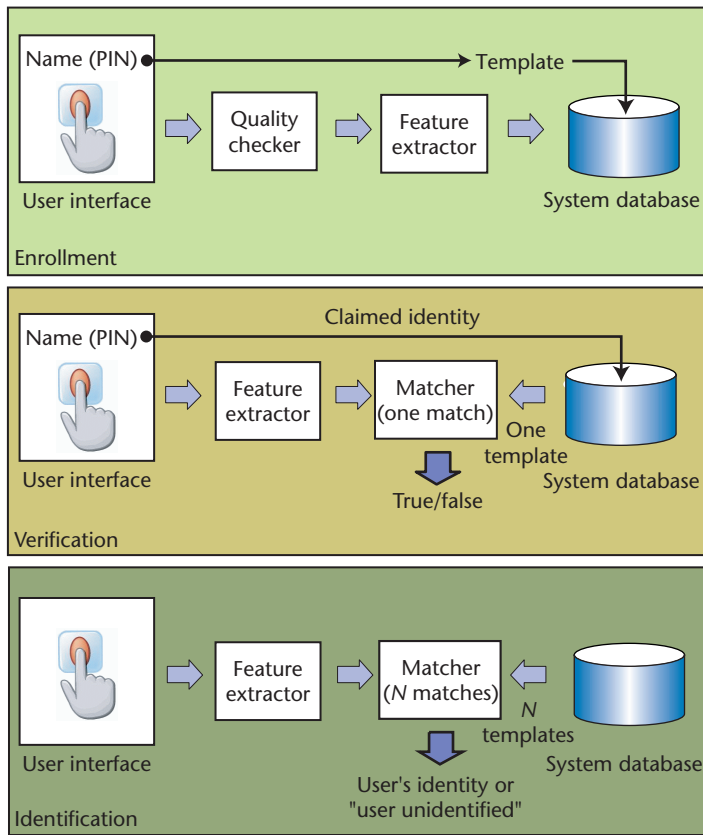 Name (PIN)
Template
Quality
checker
Feature
extractor
User interface
System database
Enrollment
Name (PIN)
Claimed identity
Feature
extractor
Matcher
(one match)
One
template
User interface
System database
True/false
Verification
Feature
extractor
Matcher
(N matches)
N
templates
User interface
System database
User's identity or
"user unidentified"
Identification